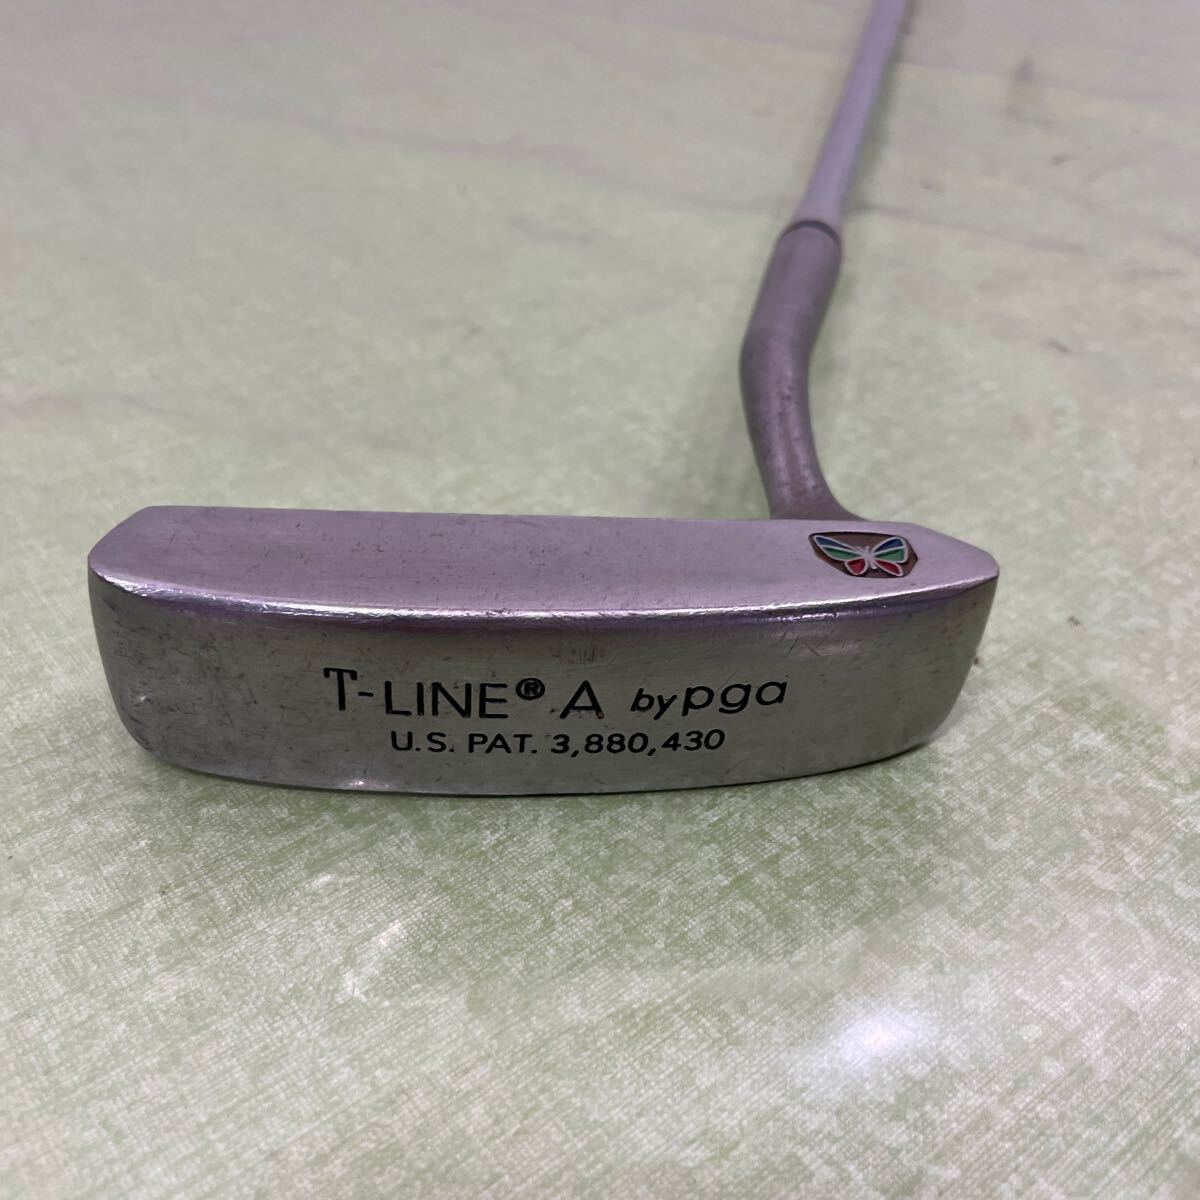 T-LINE® A by pga
U.S. PAT. 3,880,430